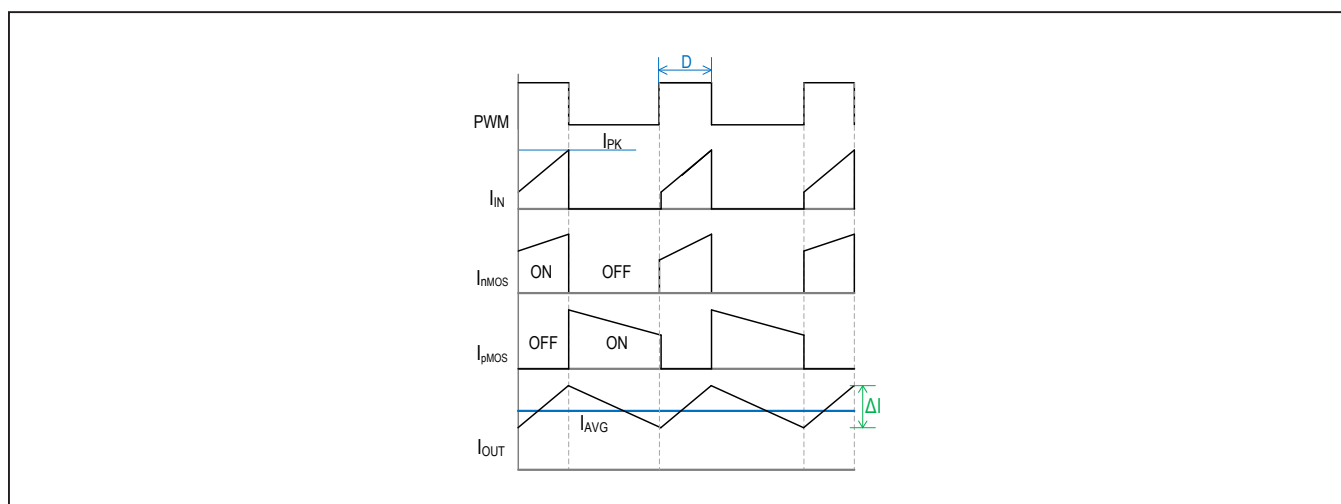 D
PWM
IPK
IIN
ON OFF
InMOS
OFF ON
IpMOS
ΔI
IAVG
IOUT